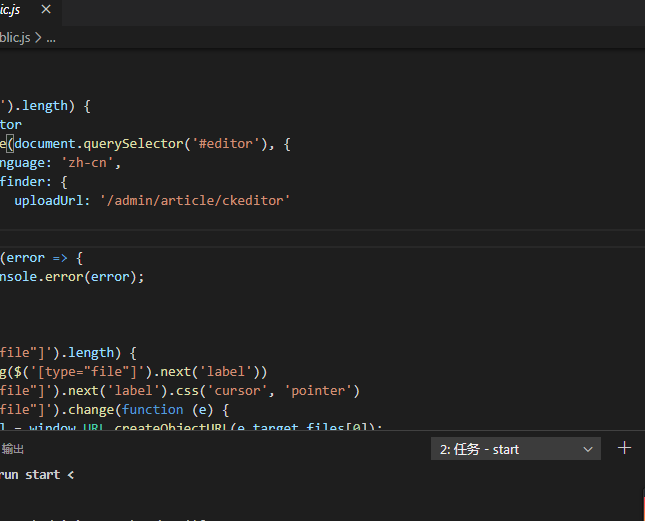 lic.js ×
blic.js > ...
').length) {
tor
e(document.querySelector('#editor'), {
nguage: 'zh-cn',
finder: {
uploadUrl: '/admin/article/ckeditor'
(error => {
nsole.error(error);
file"]').length) {
g($('[type="file"]').next('label'))
file"]').next('label').css('cursor', 'pointer')
file"]').change(function (e) {
l = window.URL.createObjectURL(e.target.files[0]);
输出
2: 任务 - start
run start <